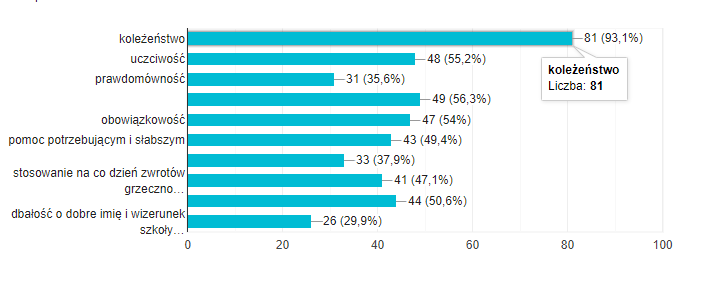 koleżeństwo
81 (93,1%)
uczciwość
48 (55,2%)
koleżeństwo
Liczba: 81
prawdomówność
31 (35,6%)
49 (56,3%)
obowiązkowość
47 (54%)
pomoc potrzebującym i słabszym
43 (49,4%)
33 (37,9%)
stosowanie na co dzień zwrotów
grzeczno…
41 (47,1%)
44 (50,6%)
dbałość o dobre imię i wizerunek
szkoły…
26 (29,9%)
0 20 40 60 80 100